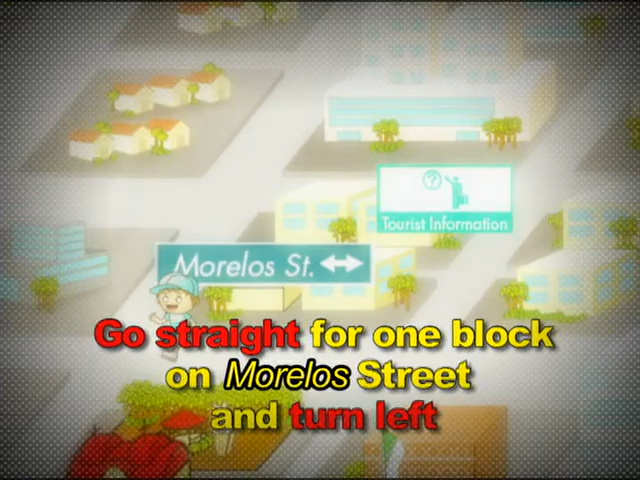 ?
Tourist Information
Morelos St. ↔
Go straight for one block
on Morelos Street
and turn left